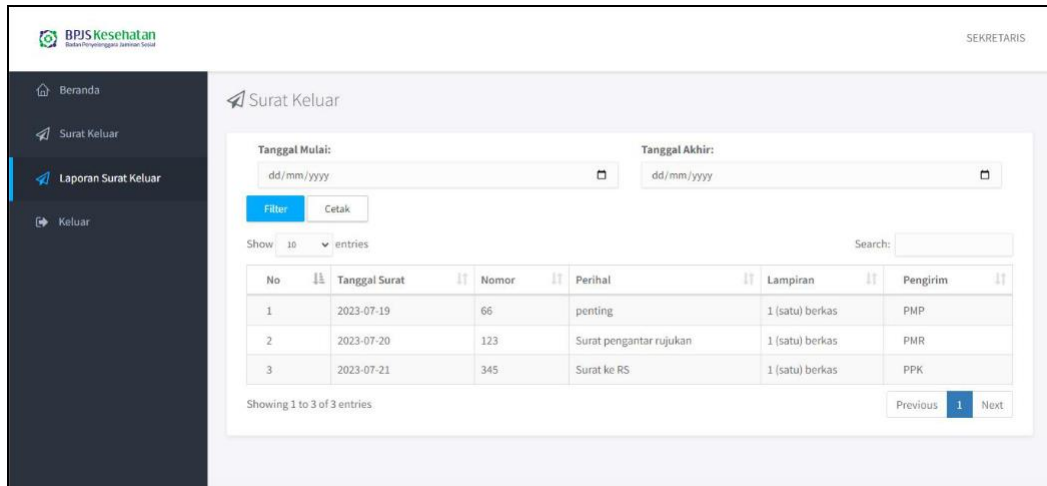 BPJS Kesehatan
Badan Penyelenggara Jaminan Sosial
SEKRETARIS
Beranda
Surat Keluar
Laporan Surat Keluar
Keluar
Surat Keluar
Tanggal Mulai: Tanggal Akhir:
dd/mm/yyyy dd/mm/yyyy
Filter Cetak
Show 10 entries Search:
No Tanggal Surat Nomor Perihal Lampiran Pengirim
1 2023-07-19 66 penting 1 (satu) berkas PMP
2 2023-07-20 123 Surat pengantar rujukan 1 (satu) berkas PMR
3 2023-07-21 345 Surat ke RS 1 (satu) berkas PPK
Showing 1 to 3 of 3 entries Previous 1 Next